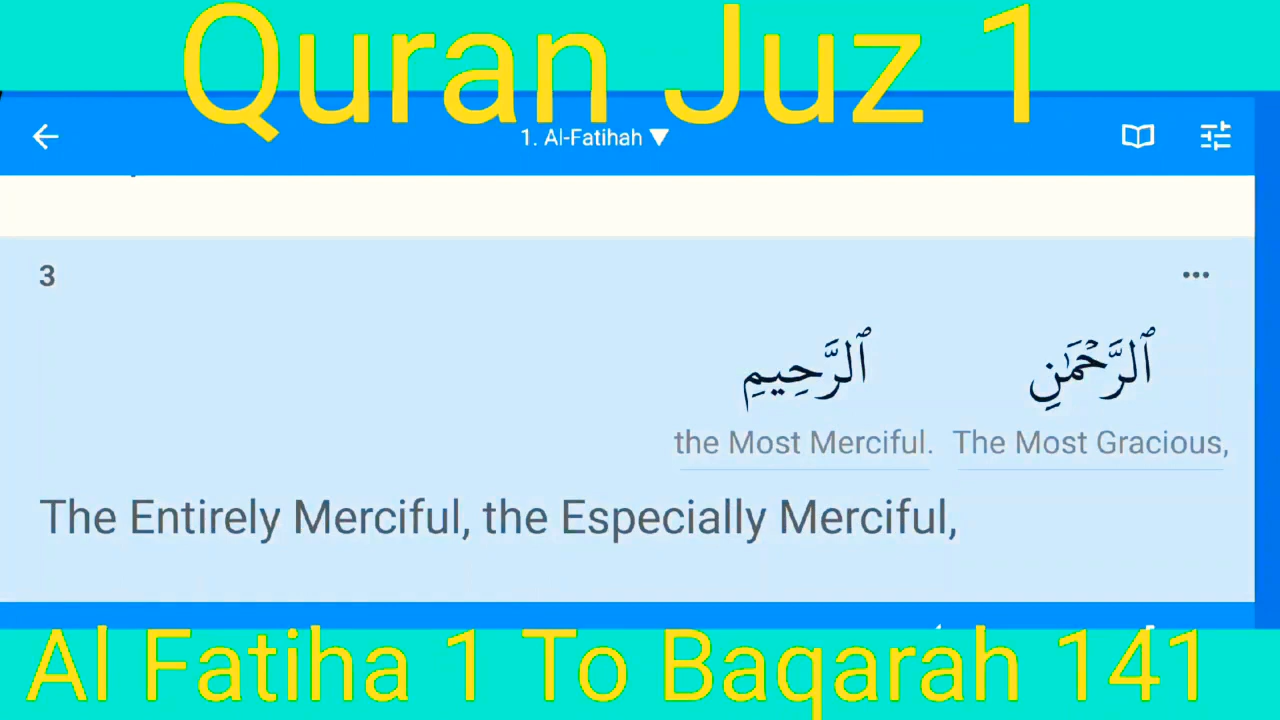 Quran Juz 1
1. Al-Fatihah ▼
3
ٱلرَّحْمَٰنِ ٱلرَّحِيمِ
The Most Gracious, the Most Merciful.
The Entirely Merciful, the Especially Merciful,
Al Fatiha 1 To Baqarah 141